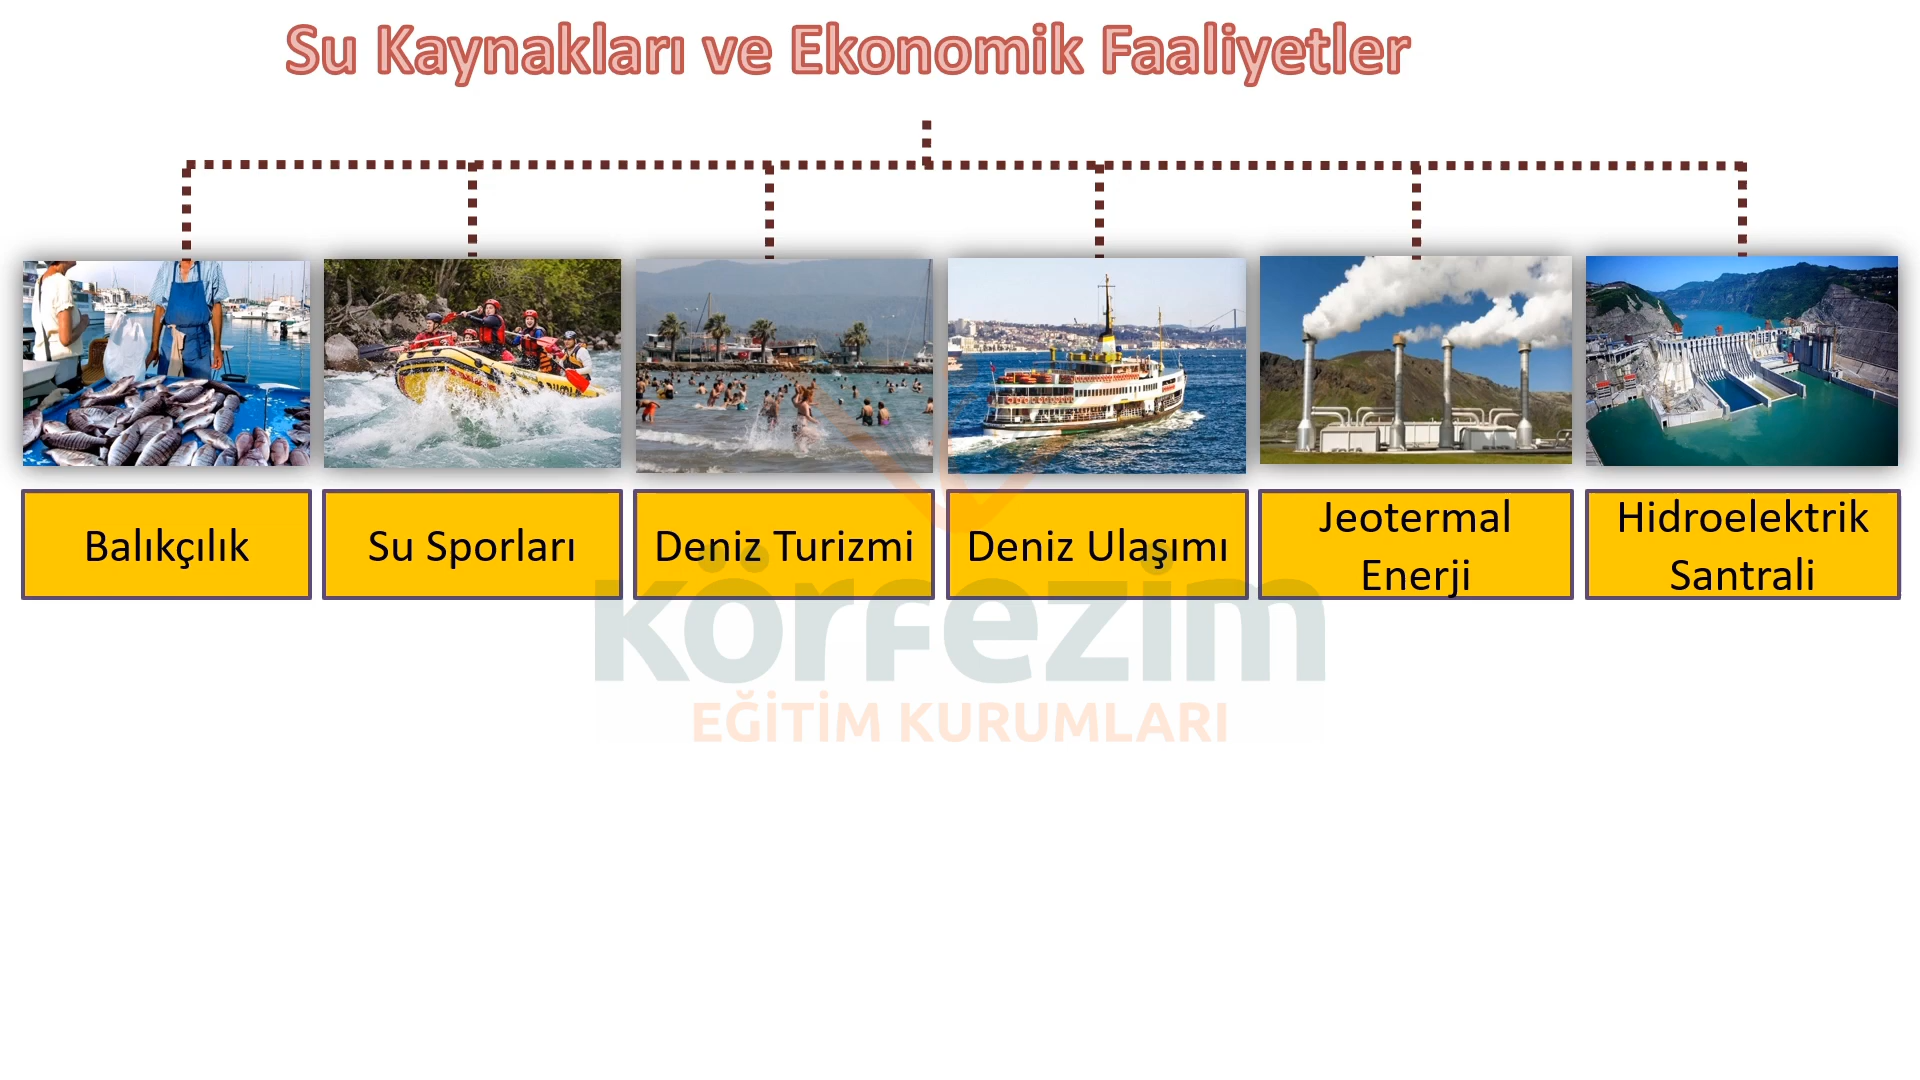 Su Kaynakları ve Ekonomik Faaliyetler
Balıkçılık
Su Sporları
Deniz Turizmi
Deniz Ulaşımı
Jeotermal
Enerji
Hidroelektrik
Santrali
körfezim
EĞİTİM KURUMLARI